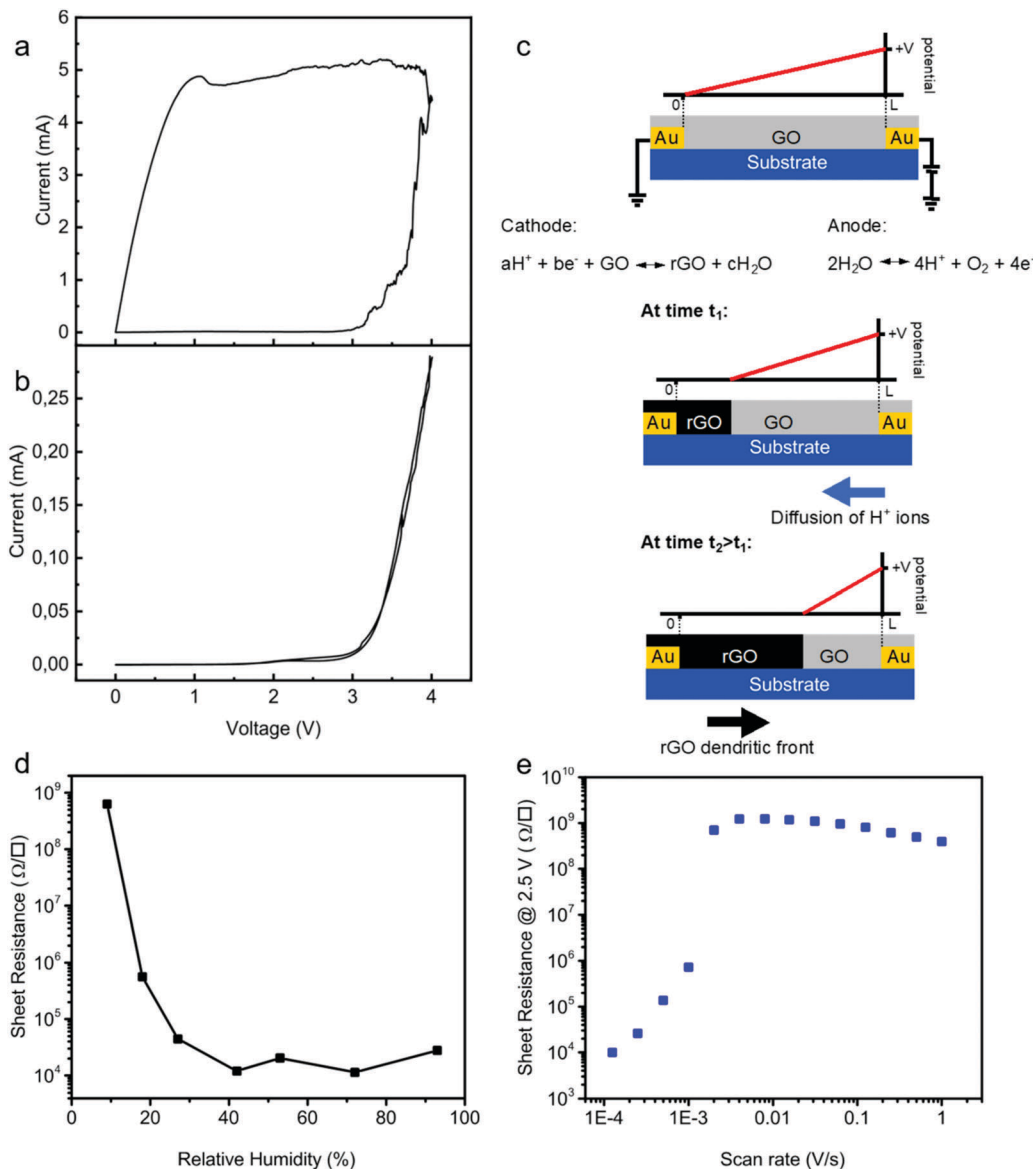 a
6
5
4
3
2
1
0
Current (mA)
b
0,25
0,20
0,15
0,10
0,05
0,00
Current (mA)
0 1 2 3 4
Voltage (V)
c
+V
potential
0 L
Au GO Au
Substrate
Cathode: Anode:
aH⁺ + be⁻ + GO ↔ rGO + cH₂O 2H₂O ↔ 4H⁺ + O₂ + 4e⁻
At time t₁:
+V
potential
0 L
Au rGO GO Au
Substrate
Diffusion of H⁺ ions
At time t₂>t₁:
+V
potential
0 L
Au rGO GO Au
Substrate
rGO dendritic front
d
10⁹
10⁸
10⁷
10⁶
10⁵
10⁴
Sheet Resistance (Ω/□)
0 20 40 60 80 100
Relative Humidity (%)
e
10¹⁰
10⁹
10⁸
10⁷
10⁶
10⁵
10⁴
10³
Sheet Resistance @ 2.5 V (Ω/□)
1E-4 1E-3 0.01 0.1 1
Scan rate (V/s)